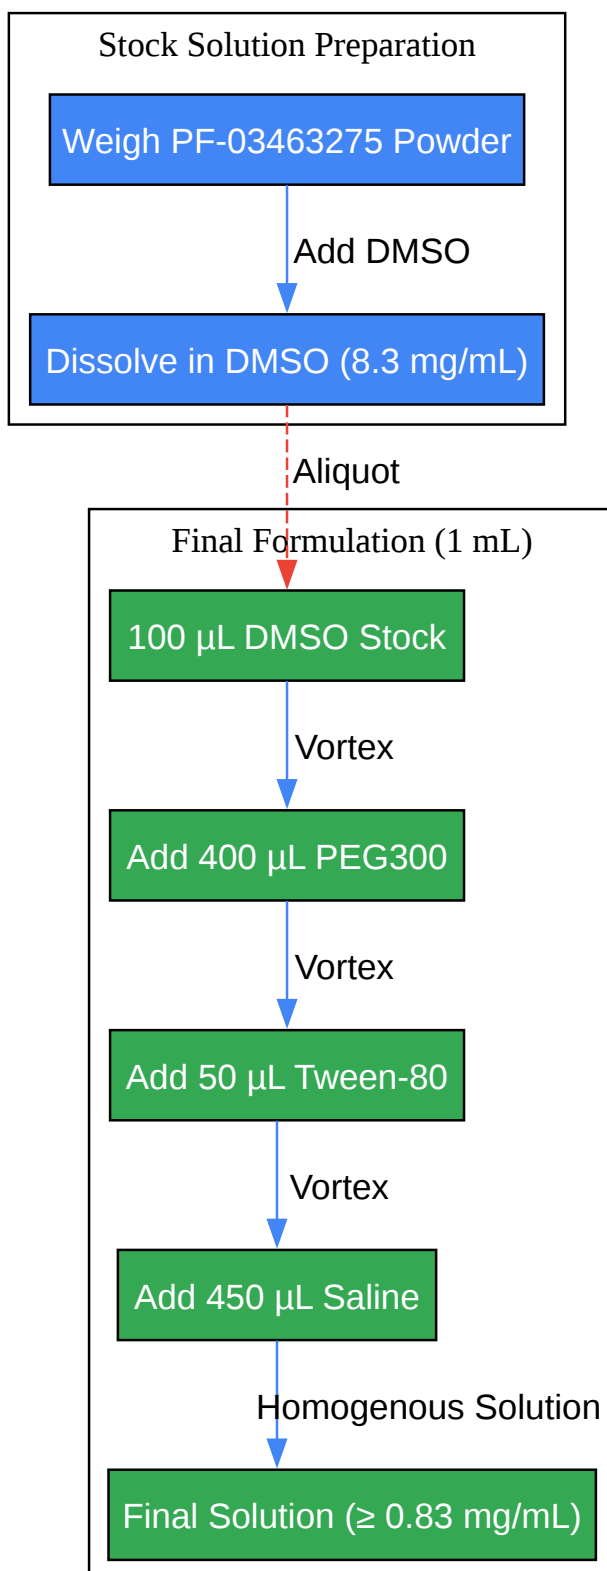 Stock Solution Preparation
Weigh PF-03463275 Powder
Add DMSO
Dissolve in DMSO (8.3 mg/mL)
Aliquot
Final Formulation (1 mL)
100 µL DMSO Stock
Vortex
Add 400 µL PEG300
Vortex
Add 50 µL Tween-80
Vortex
Add 450 µL Saline
Homogenous Solution
Final Solution (≥ 0.83 mg/mL)